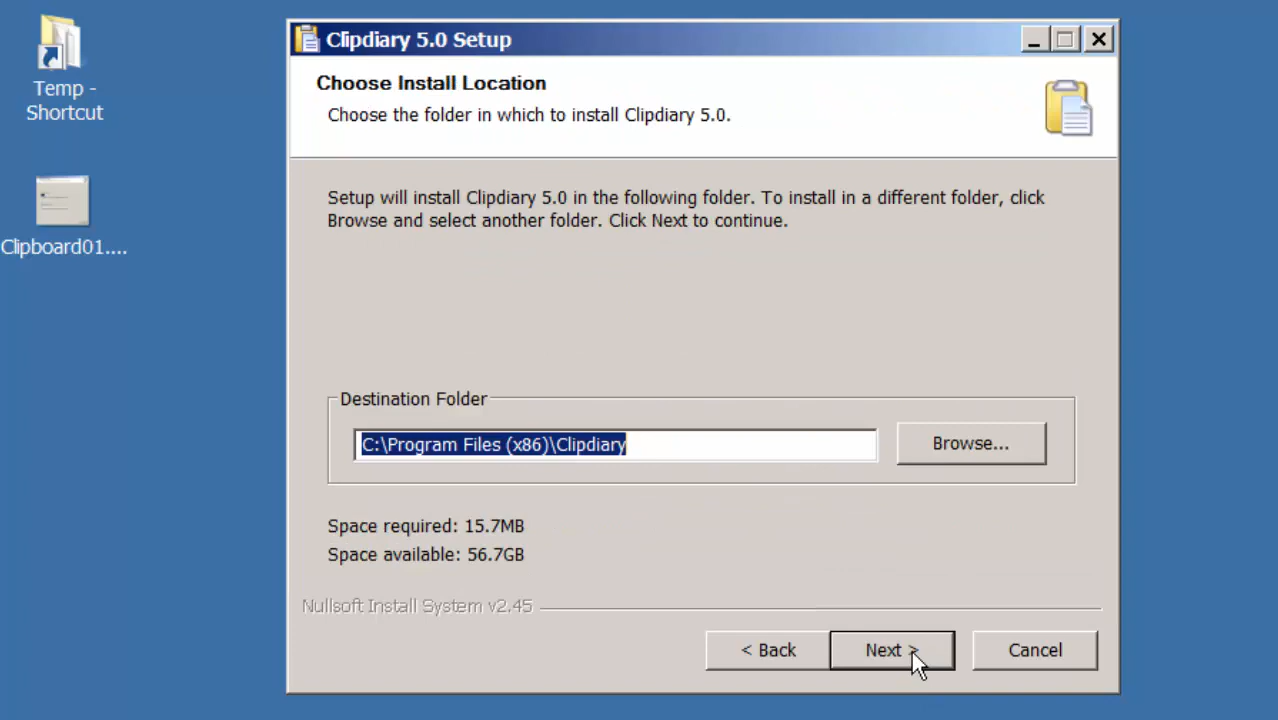 Temp -
Shortcut
Clipboard01....
Clipdiary 5.0 Setup
Choose Install Location
Choose the folder in which to install Clipdiary 5.0.
Setup will install Clipdiary 5.0 in the following folder. To install in a different folder, click
Browse and select another folder. Click Next to continue.
Destination Folder
C:\Program Files (x86)\Clipdiary
Browse...
Space required: 15.7MB
Space available: 56.7GB
Nullsoft Install System v2.45
< Back
Next >
Cancel